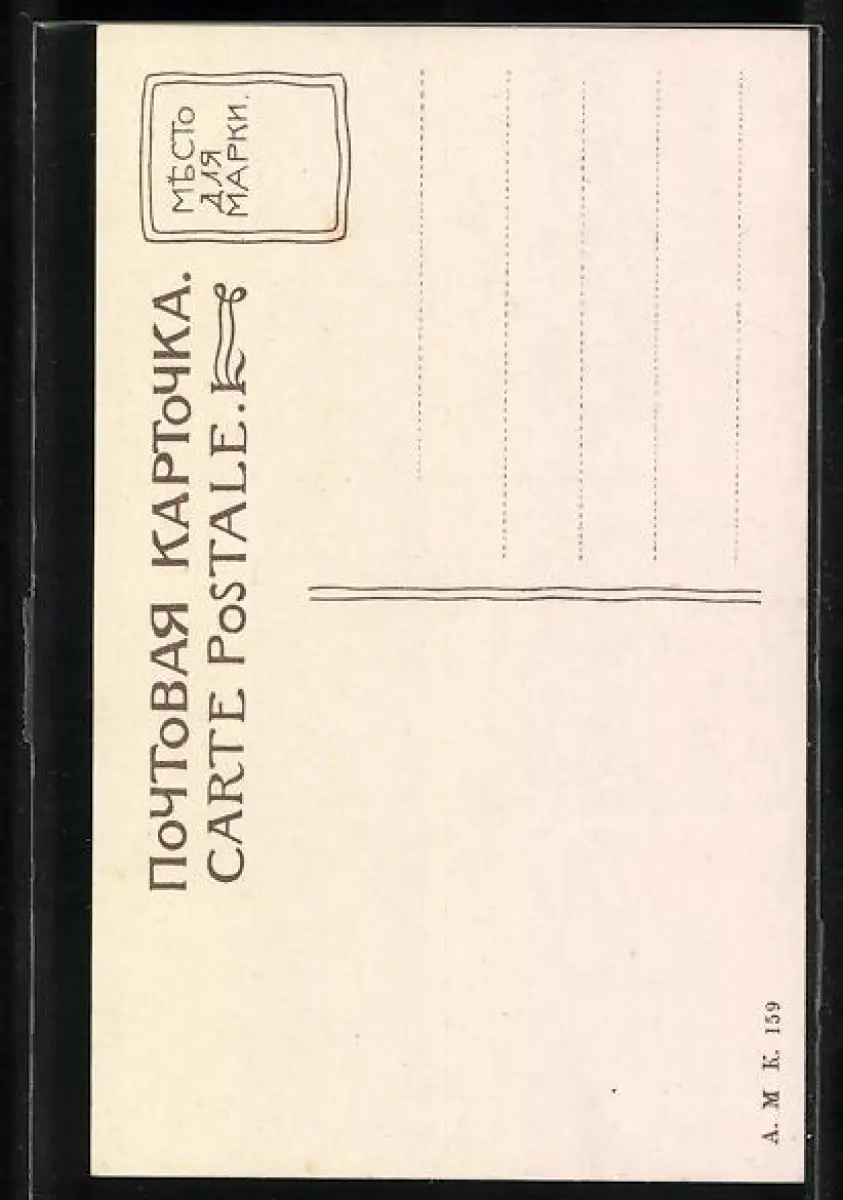 ПОЧТОВАЯ КАРТОЧКА.
CARTE POSTALE.
МѢСТО
ДЛЯ
МАРКИ.
А. М К. 159